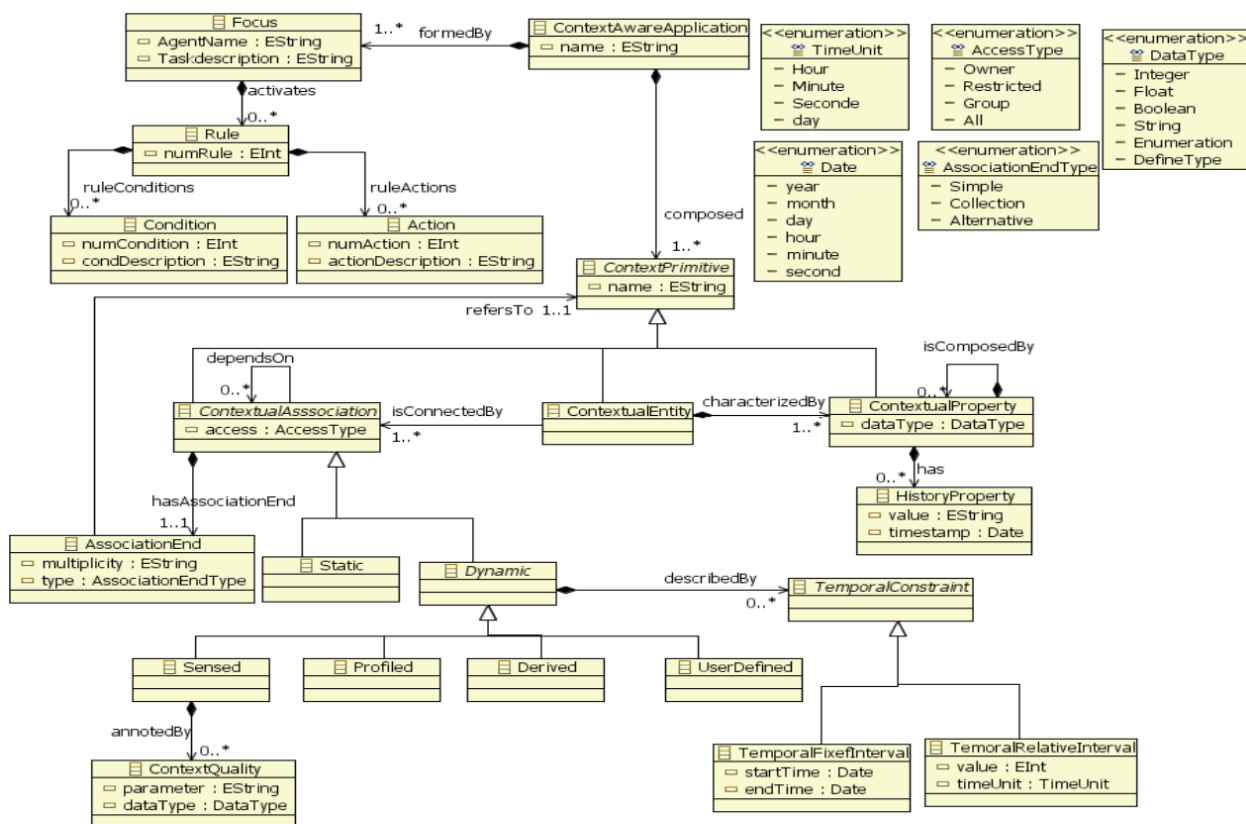 Focus
AgentName : EString
Taskdescription : EString
1..*
formedBy
ContextAwareApplication
name : EString
<<enumeration>>
TimeUnit
Hour
Minute
Seconde
day
<<enumeration>>
AccessType
Owner
Restricted
Group
All
<<enumeration>>
DataType
Integer
Float
Boolean
String
Enumeration
DefineType
activates
0..*
Rule
numRule : EInt
ruleConditions
0..*
ruleActions
0..*
Condition
numCondition : EInt
condDescription : EString
Action
numAction : EInt
actionDescription : EString
composed
1..*
<<enumeration>>
Date
year
month
day
hour
minute
second
<<enumeration>>
AssociationEndType
Simple
Collection
Alternative
ContextPrimitive
name : EString
refersTo 1..1
dependsOn
0..*
isComposedBy
0..*
ContextualAsssociation
access : AccessType
isConnectedBy
1..*
ContextualEntity
characterizedBy
1..*
ContextualProperty
dataType : DataType
has
0..*
HistoryProperty
value : EString
timestamp : Date
hasAssociationEnd
1..1
AssociationEnd
multiplicity : EString
type : AssociationEndType
Static
Dynamic
describedBy
0..*
TemporalConstraint
Sensed
Profiled
Derived
UserDefined
annotedBy
0..*
ContextQuality
parameter : EString
dataType : DataType
TemporalFixefInterval
startTime : Date
endTime : Date
TemoralRelativeInterval
value : EInt
timeUnit : TimeUnit